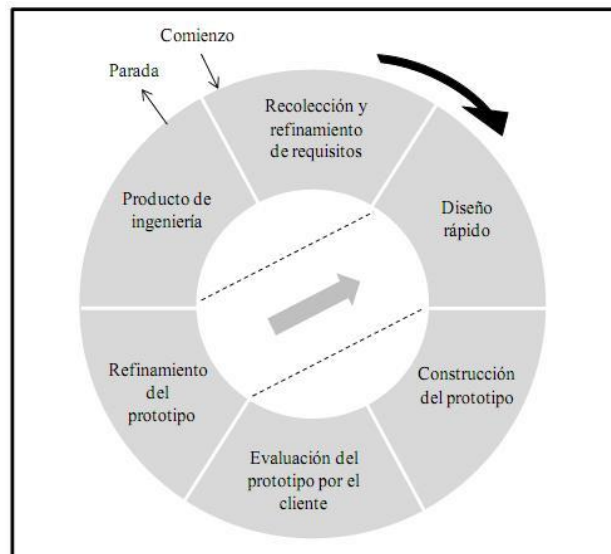 Comienzo
Parada
Recolección y
refinamiento
de requisitos
Diseño
rápido
Construcción
del prototipo
Evaluación del
prototipo por el
cliente
Refinamiento
del
prototipo
Producto de
ingeniería